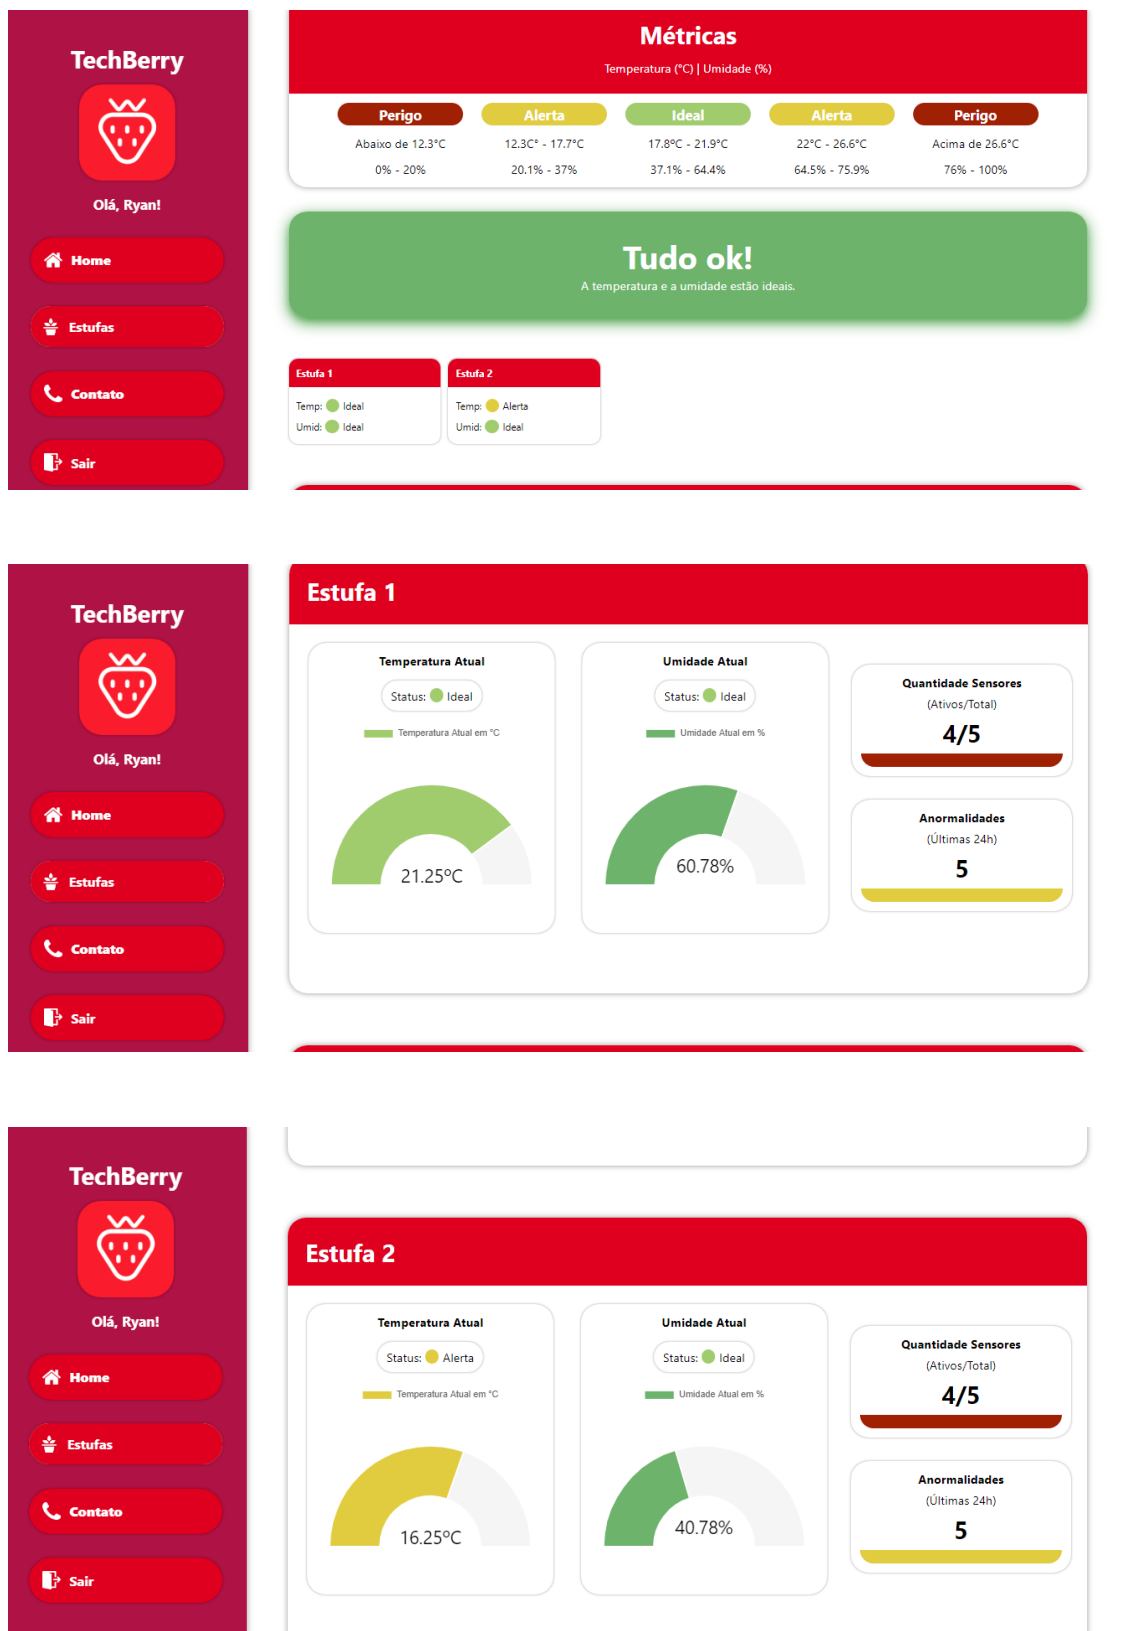 TechBerry
Olá, Ryan!
Home
Estufas
Contato
Sair
Métricas
Temperatura (°C) | Umidade (%)
Perigo Alerta Ideal Alerta Perigo
Abaixo de 12.3°C 12.3C° - 17.7°C 17.8ºC - 21.9°C 22°C - 26.6°C Acima de 26.6°C
0% - 20% 20.1% - 37% 37.1% - 64.4% 64.5% - 75.9% 76% - 100%
Tudo ok!
A temperatura e a umidade estão ideais.
Estufa 1 Estufa 2
Temp: Ideal Temp: Alerta
Umid: Ideal Umid: Ideal
TechBerry
Olá, Ryan!
Home
Estufas
Contato
Sair
Estufa 1
Temperatura Atual
Status: Ideal
Temperatura Atual em °C
21.25ºC
Umidade Atual
Status: Ideal
Umidade Atual em %
60.78%
Quantidade Sensores
(Ativos/Total)
4/5
Anormalidades
(Últimas 24h)
5
TechBerry
Olá, Ryan!
Home
Estufas
Contato
Sair
Estufa 2
Temperatura Atual
Status: Alerta
Temperatura Atual em °C
16.25ºC
Umidade Atual
Status: Ideal
Umidade Atual em %
40.78%
Quantidade Sensores
(Ativos/Total)
4/5
Anormalidades
(Últimas 24h)
5